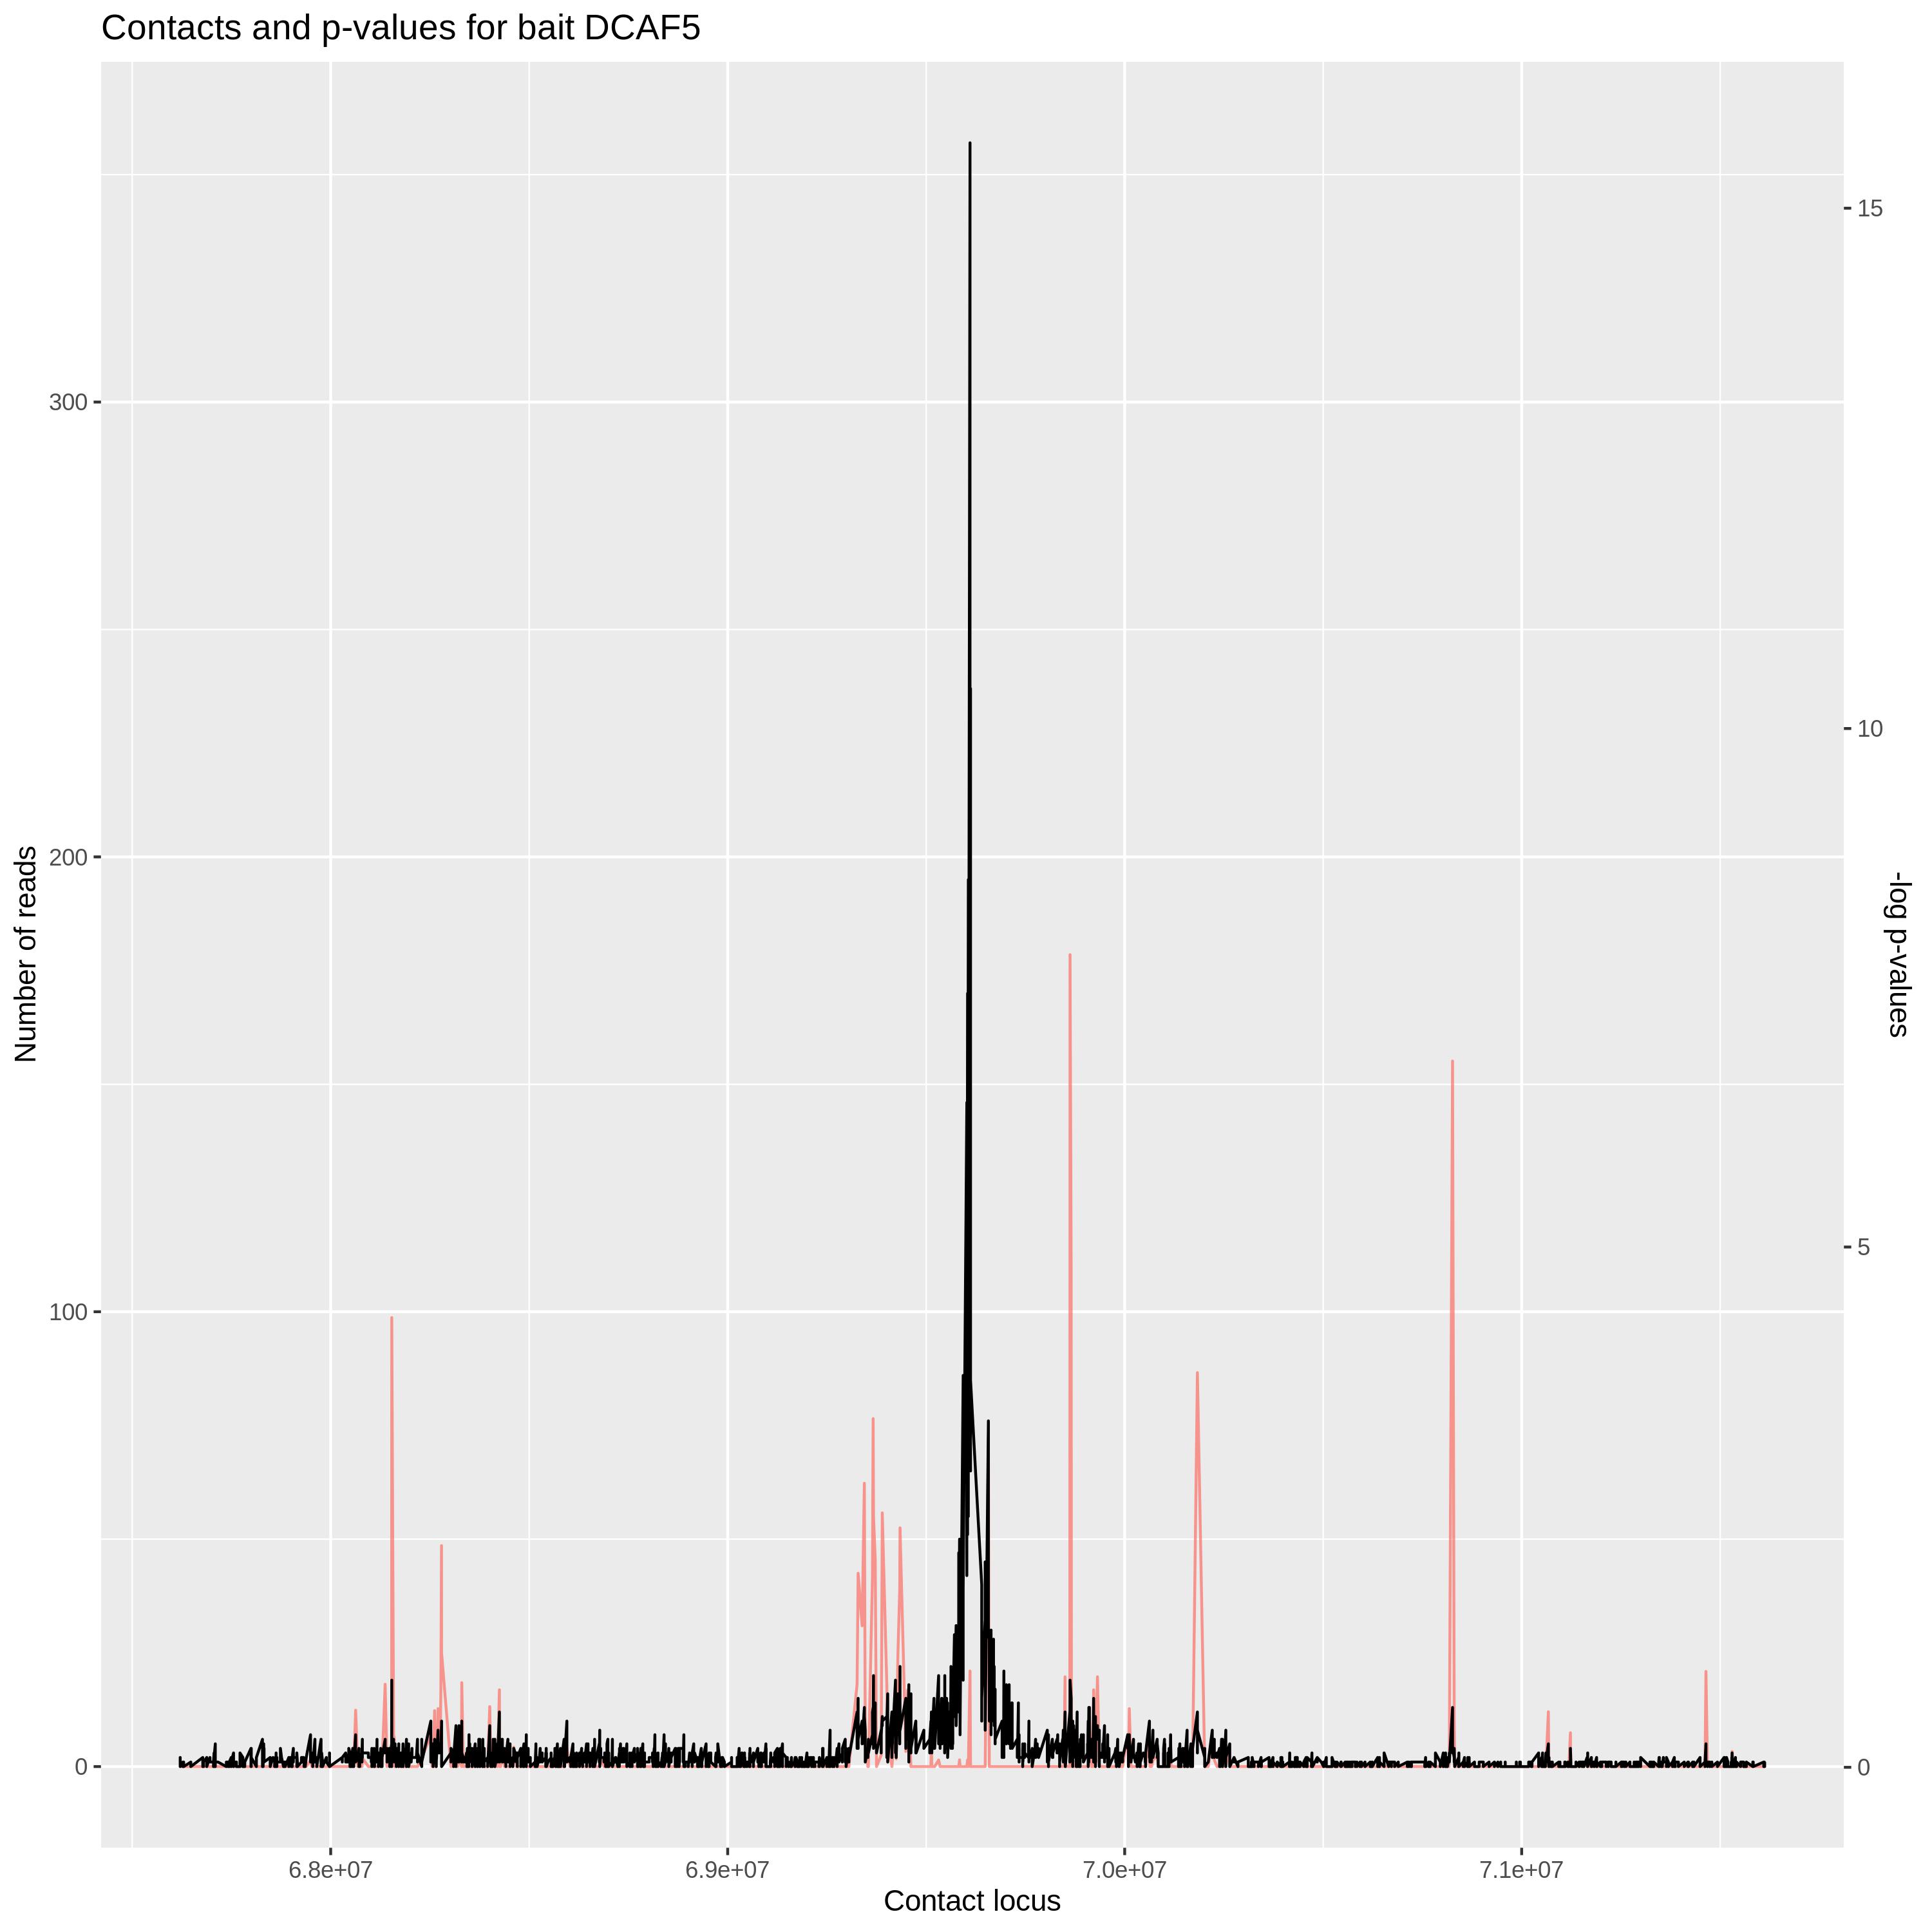 Contacts and p-values for bait DCAF5
Number of reads
300
200
100
0
15
10
5
0
-log p-values
6.8e+07
6.9e+07
7.0e+07
7.1e+07
Contact locus